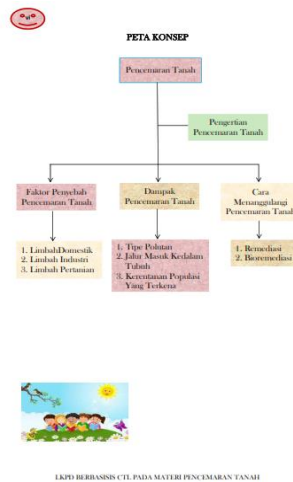 PETA KONSEP
Pencemaran Tanah
Pengertian
Pencemaran Tanah
Faktor Penyebab
Pencemaran Tanah
Dampak
Pencemaran Tanah
Cara
Menanggulangi
Pencemaran Tanah
1. LimbahDomestik
2. Limbah Industri
3. Limbah Pertanian
1. Tipe Polutan
2. Jalur Masuk Kedalam
Tubuh
3. Kerentanan Populasi
Yang Terkena
1. Remediasi
2. Bioremediasi
LKPD BERBASISIS CTL PADA MATERI PENCEMARAN TANAH